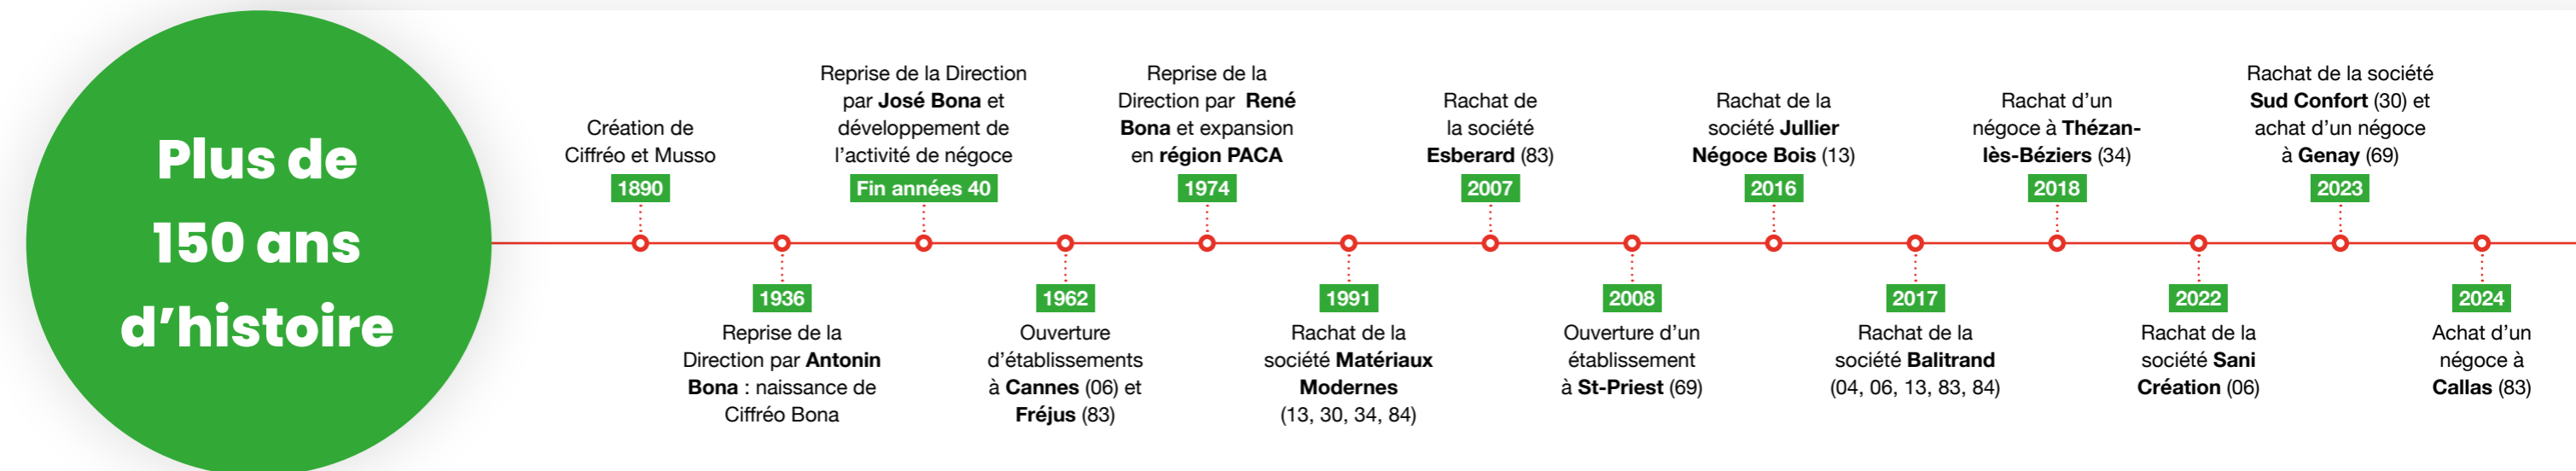 Plus de
150 ans
d’histoire
Création de
Ciffréo et Musso
1890
1936
Reprise de la
Direction par Antonin
Bona : naissance de
Ciffréo Bona
Reprise de la Direction
par José Bona et
développement de
l’activité de négoce
Fin années 40
1962
Ouverture
d’établissements
à Cannes (06) et
Fréjus (83)
Reprise de la
Direction par René
Bona et expansion
en région PACA
1974
1991
Rachat de la
société Matériaux
Modernes
(13, 30, 34, 84)
Rachat de
la société
Esberard (83)
2007
2008
Ouverture d’un
établissement
à St-Priest (69)
Rachat de la
société Jullier
Négoce Bois (13)
2016
2017
Rachat de la
société Balitrand
(04, 06, 13, 83, 84)
Rachat d’un
négoce à Thézan-
lès-Béziers (34)
2018
2022
Rachat de la
société Sani
Création (06)
Rachat de la société
Sud Confort (30) et
achat d’un négoce
à Genay (69)
2023
2024
Achat d’un
négoce à
Callas (83)